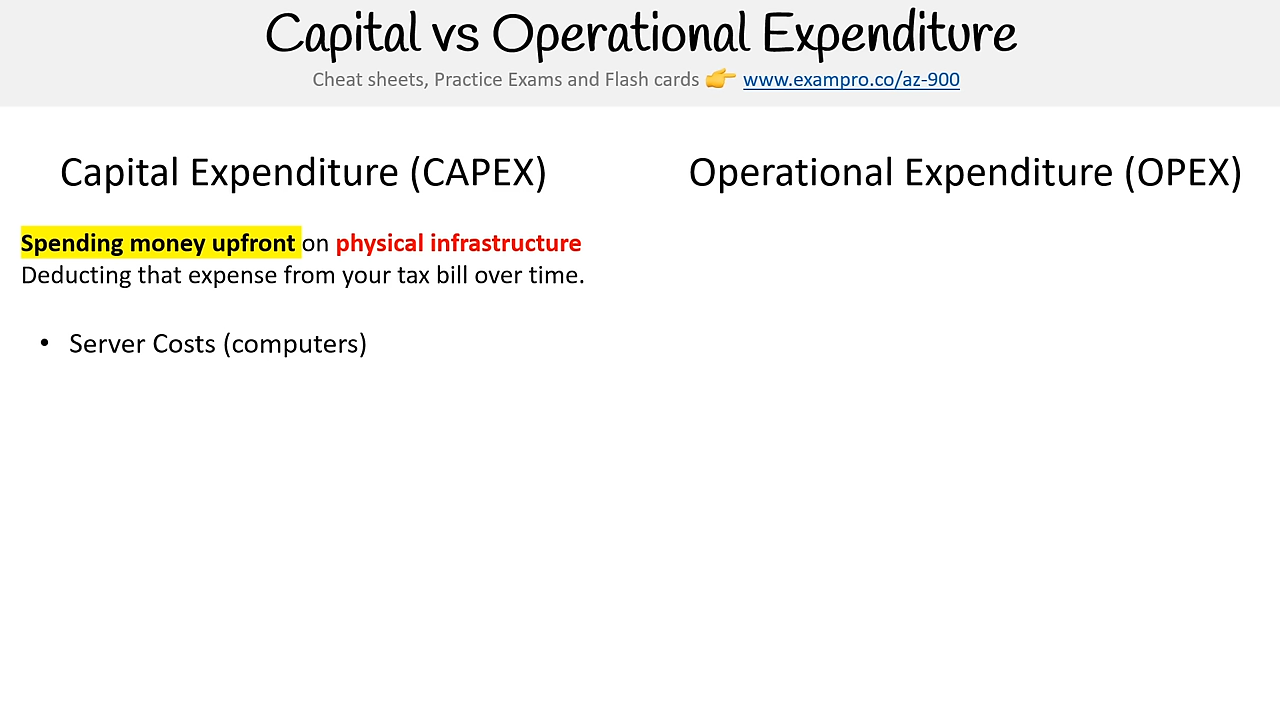 Capital vs Operational Expenditure
Cheat sheets, Practice Exams and Flash cards 👉 www.exampro.co/az-900
Capital Expenditure (CAPEX)
Spending money upfront on physical infrastructure
Deducting that expense from your tax bill over time.
• Server Costs (computers)
Operational Expenditure (OPEX)